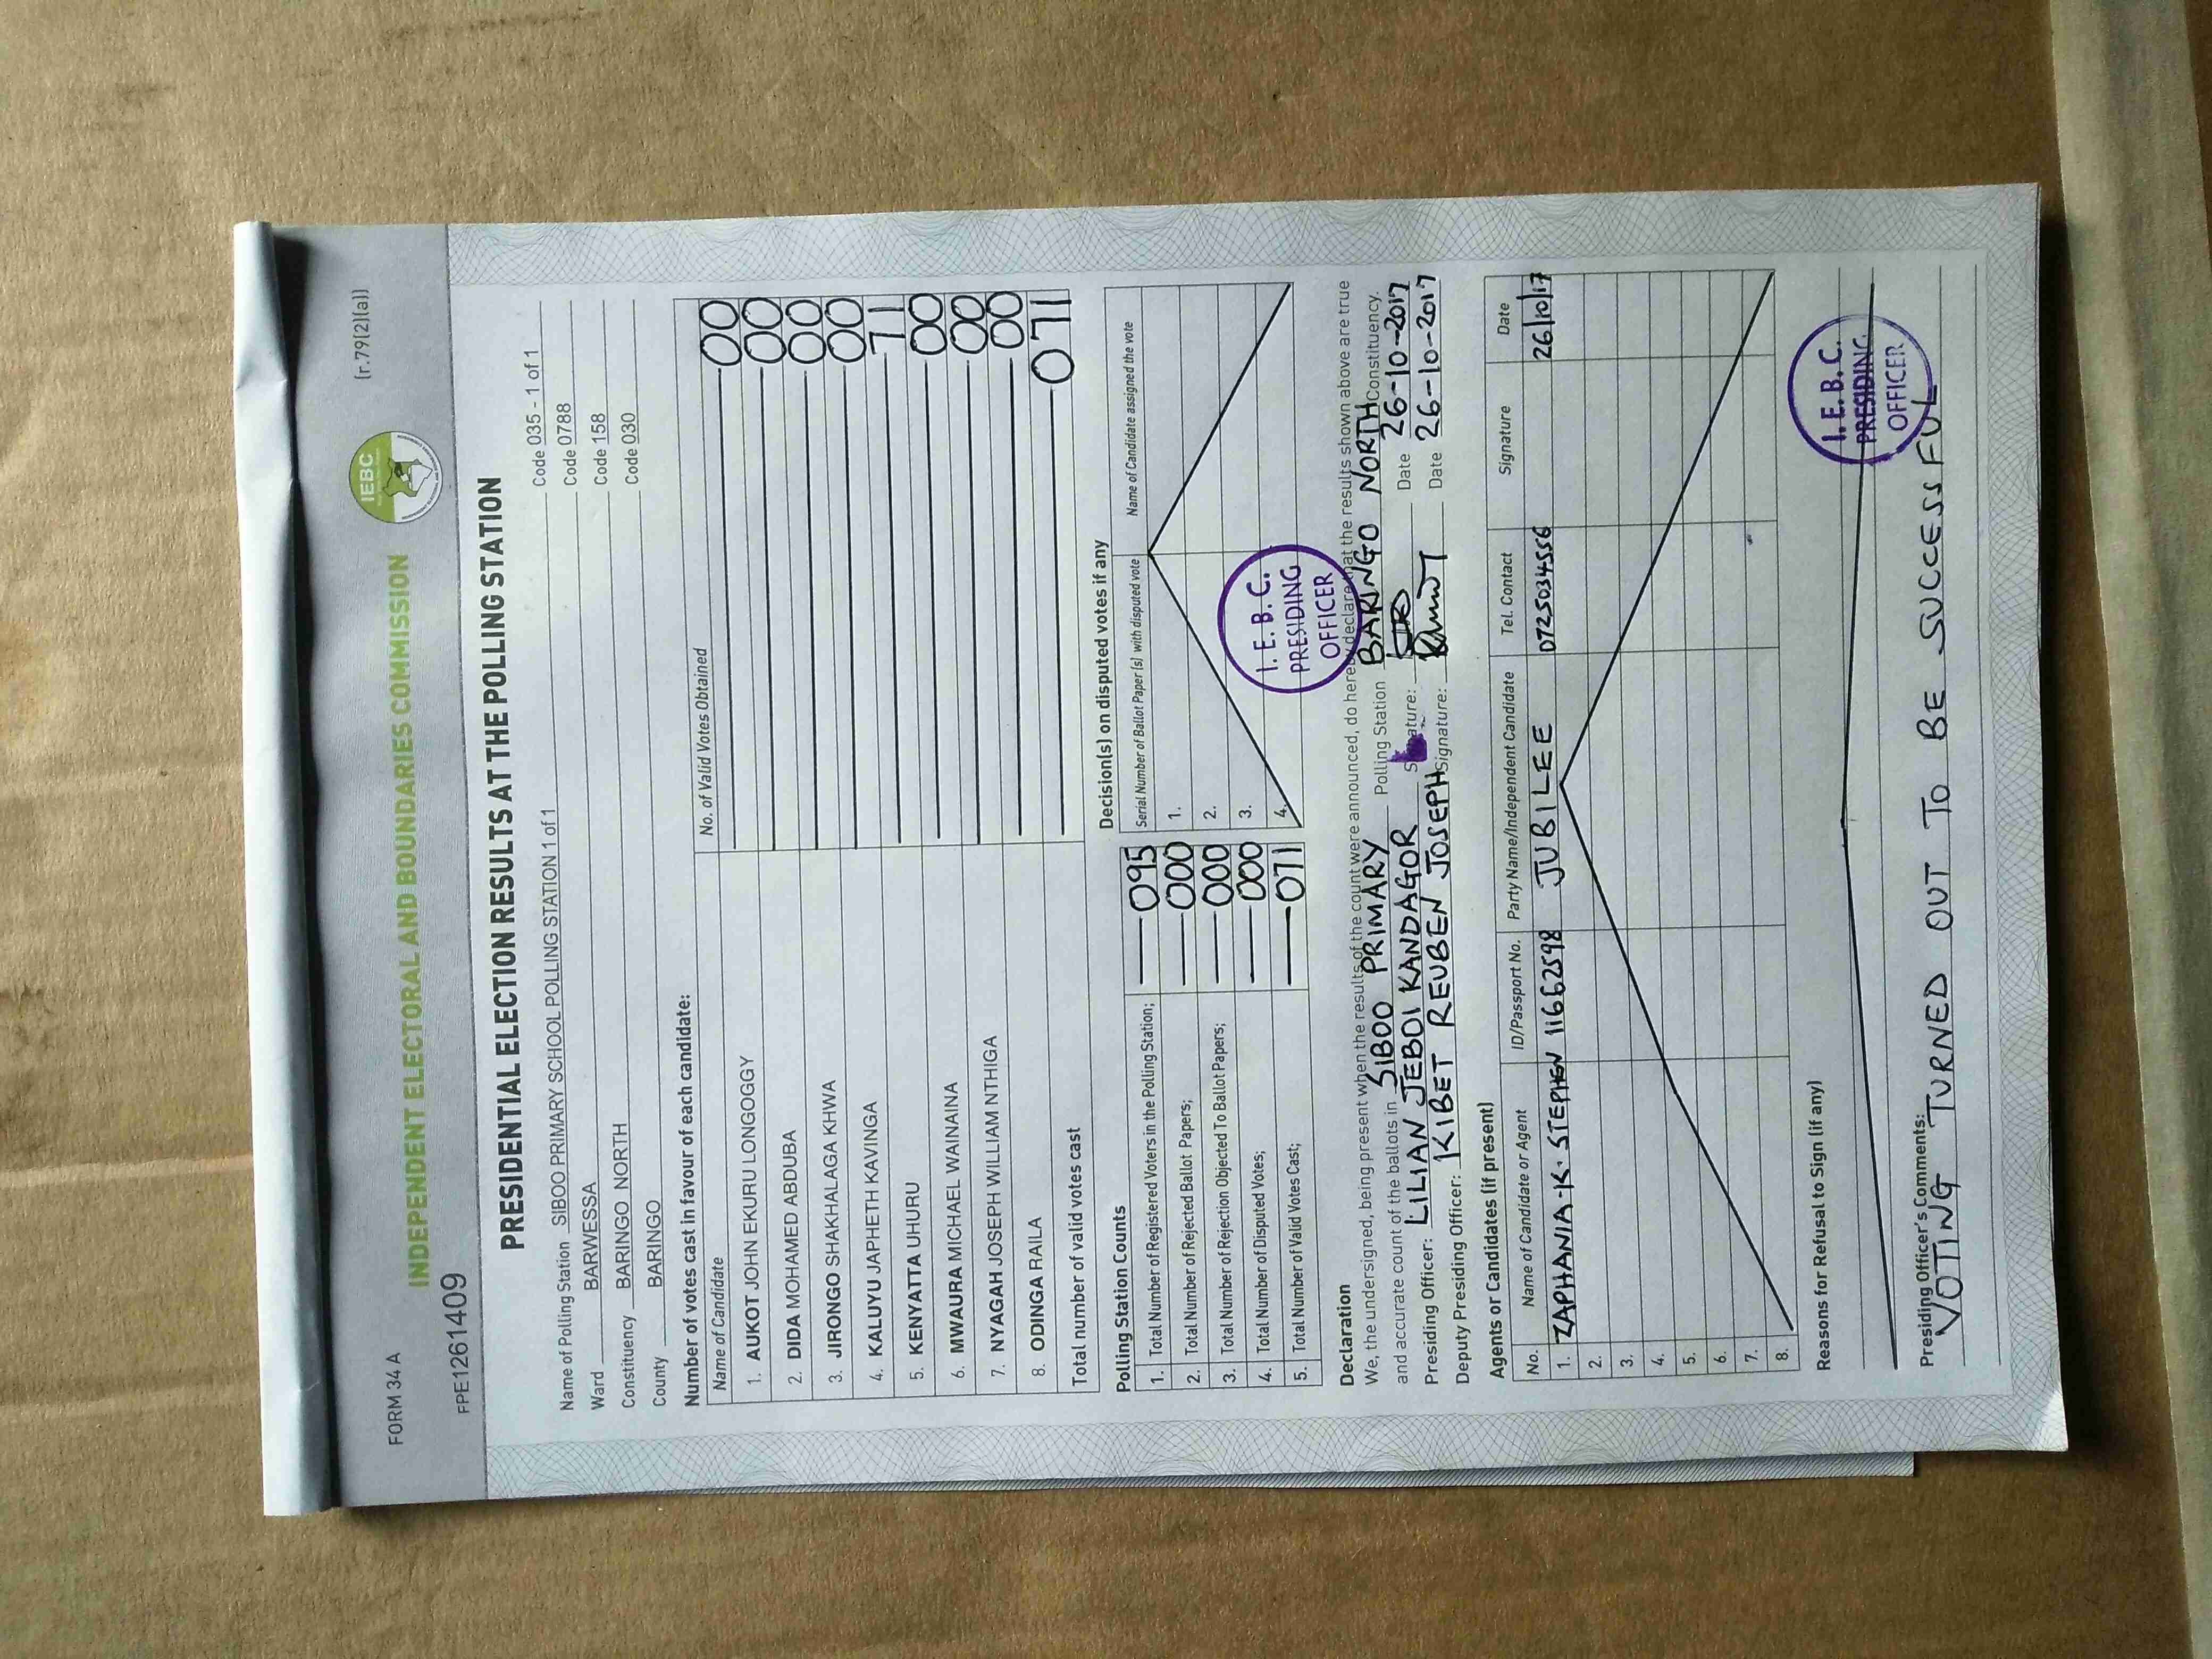 FORM 34 A
(r.79(2)(a))
INDEPENDENT ELECTORAL AND BOUNDARIES COMMISSION
IEBC
FPE1261409
PRESIDENTIAL ELECTION RESULTS AT THE POLLING STATION
Name of Polling Station SIBOO PRIMARY SCHOOL POLLING STATION 1 of 1 Code 035 - 1 of 1
Ward BARWESSA Code 0788
Constituency BARINGO NORTH Code 158
County BARINGO Code 030
Number of votes cast in favour of each candidate:
Name of Candidate No. of Valid Votes Obtained
1. AUKOT JOHN EKURU LONGOGGY 00
2. DIDA MOHAMED ABDUBA 00
3. JIRONGO SHAKHALAGA KHWA 00
4. KALUYU JAPHETH KAVINGA 00
5. KENYATTA UHURU 71
6. MWAURA MICHAEL WAINAINA 00
7. NYAGAH JOSEPH WILLIAM NTHIGA 00
8. ODINGA RAILA 00
Total number of valid votes cast 071
Polling Station Counts
1. Total Number of Registered Voters in the Polling Station; 095
2. Total Number of Rejected Ballot Papers; 000
3. Total Number of Rejection Objected To Ballot Papers; 000
4. Total Number of Disputed Votes; 000
5. Total Number of Valid Votes Cast; 071
Decision(s) on disputed votes if any
Serial Number of Ballot Paper (s) with disputed vote Name of Candidate assigned the vote
1.
2.
3.
4.
I. E. B. C.
PRESIDING
OFFICER
Declaration
We, the undersigned, being present when the results of the count were announced, do hereby declare that the results shown above are true
and accurate count of the ballots in SIBOO PRIMARY Polling Station BARINGO NORTH Constituency.
Presiding Officer: LILIAN JEBOI KANDAGOR Signature: Date 26-10-2017
Deputy Presiding Officer: KIBET REUBEN JOSEPH Signature: Date 26-10-2017
Agents or Candidates (if present)
No. Name of Candidate or Agent ID/Passport No. Party Name/Independent Candidate Tel. Contact Signature Date
1. ZAPHANIA-K. STEPHEN 11662598 JUBILEE 0725034556 26/10/17
2.
3.
4.
5.
6.
7.
8.
Reasons for Refusal to Sign (if any)
I. E. B. C.
PRESIDING
OFFICER
Presiding Officer's Comments:
VOTING TURNED OUT TO BE SUCCESSFUL